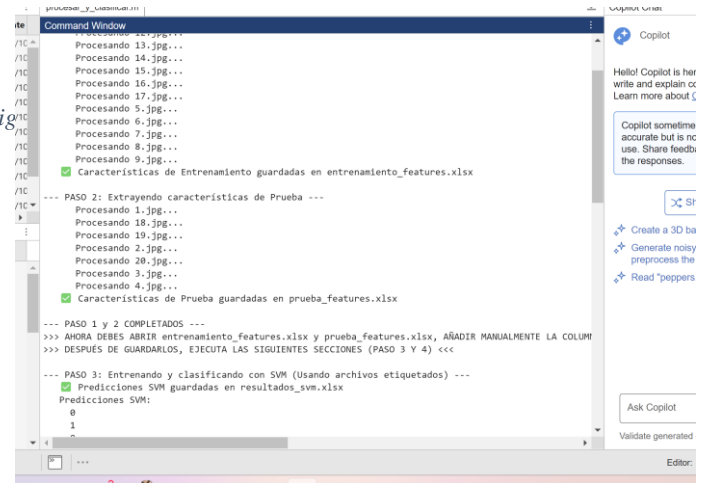 procesar_y_clasificar.m
Copilot Chat
Command Window
Procesando 12.jpg...
Procesando 13.jpg...
Procesando 14.jpg...
Procesando 15.jpg...
Procesando 16.jpg...
Procesando 17.jpg...
Procesando 5.jpg...
Procesando 6.jpg...
Procesando 7.jpg...
Procesando 8.jpg...
Procesando 9.jpg...
✅ Características de Entrenamiento guardadas en entrenamiento_features.xlsx
--- PASO 2: Extrayendo características de Prueba ---
Procesando 1.jpg...
Procesando 18.jpg...
Procesando 19.jpg...
Procesando 2.jpg...
Procesando 20.jpg...
Procesando 3.jpg...
Procesando 4.jpg...
✅ Características de Prueba guardadas en prueba_features.xlsx
--- PASO 1 y 2 COMPLETADOS ---
>>> AHORA DEBES ABRIR entrenamiento_features.xlsx y prueba_features.xlsx, AÑADIR MANUALMENTE LA COLUM
>>> DESPUÉS DE GUARDARLOS, EJECUTA LAS SIGUIENTES SECCIONES (PASO 3 Y 4) <<<
--- PASO 3: Entrenando y clasificando con SVM (Usando archivos etiquetados) ---
✅ Predicciones SVM guardadas en resultados_svm.xlsx
Predicciones SVM:
0
1
Copilot
Hello! Copilot is her
write and explain co
Learn more about
Copilot sometime
accurate but is no
use. Share feedba
the responses.
Sh
Create a 3D ba
Generate noisy
preprocess the
Read "peppers
Ask Copilot
Validate generated
Editor: